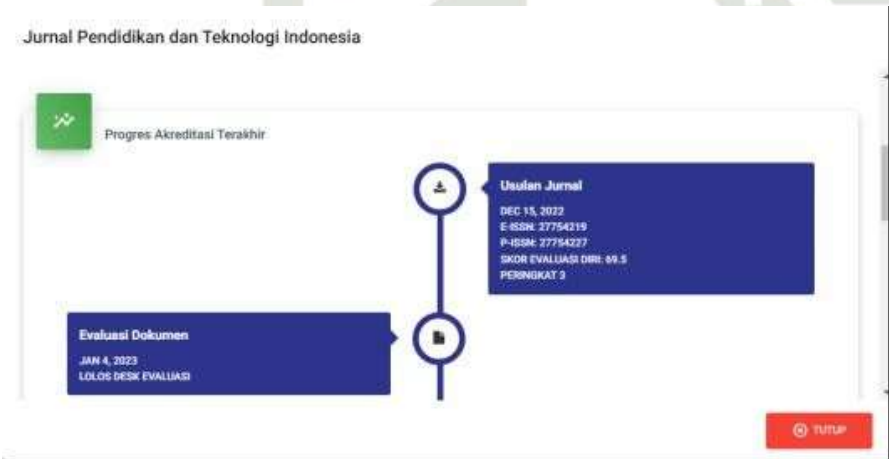 Jurnal Pendidikan dan Teknologi Indonesia
Progres Akreditasi Terakhir
Usulan Jurnal
DEC 15, 2022
E-ISSN: 27754219
P-ISSN: 27754227
SKOR EVALUASI DIRI: 69.5
PERINGKAT 3
Evaluasi Dokumen
JAN 4, 2023
LOLOS DESK EVALUASI
TUTUP